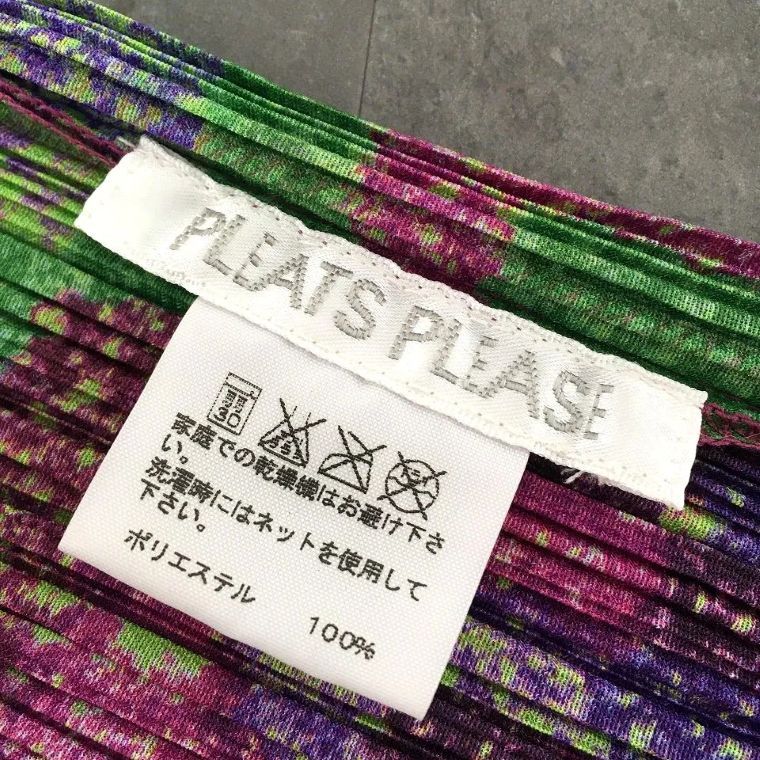 PLEATS PLEASE
30
家庭での乾燥機はお避け下さ
い。
洗濯時にはネットを使用して
下さい。
ポリエステル 100%